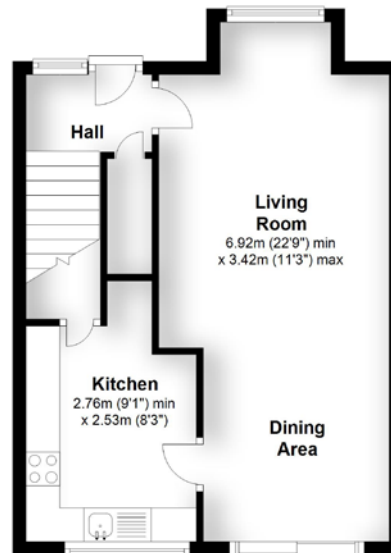 Hall
Living
Room
6.92m (22'9") min
x 3.42m (11'3") max
Kitchen
2.76m (9'1") min
x 2.53m (8'3")
Dining
Area